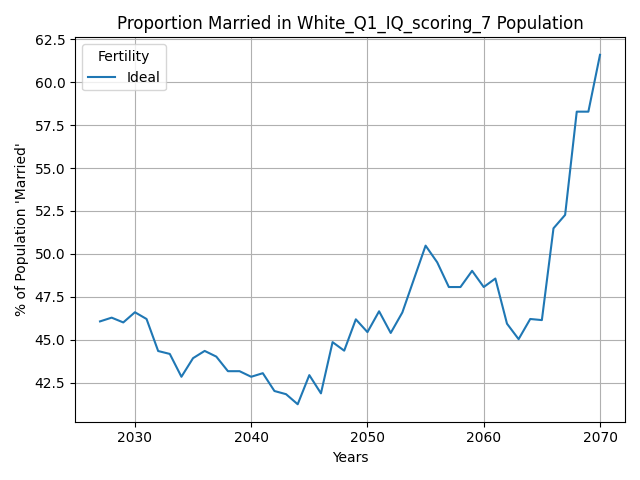 Proportion Married in White_Q1_IQ_scoring_7 Population
62.5
60.0
57.5
55.0
52.5
50.0
47.5
45.0
42.5
% of Population 'Married'
Fertility
Ideal
2030
2040
2050
2060
2070
Years